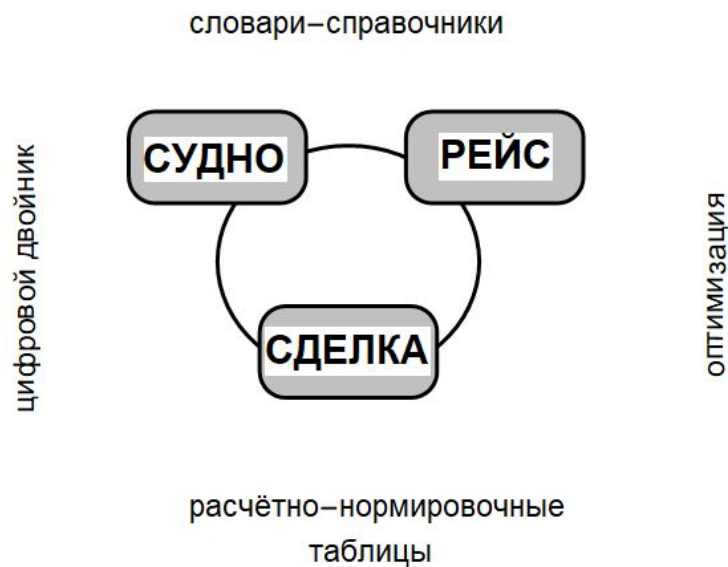 словари–справочники
СУДНО
РЕЙС
цифровой двойник
оптимизация
СДЕЛКА
расчётно–нормировочные
таблицы